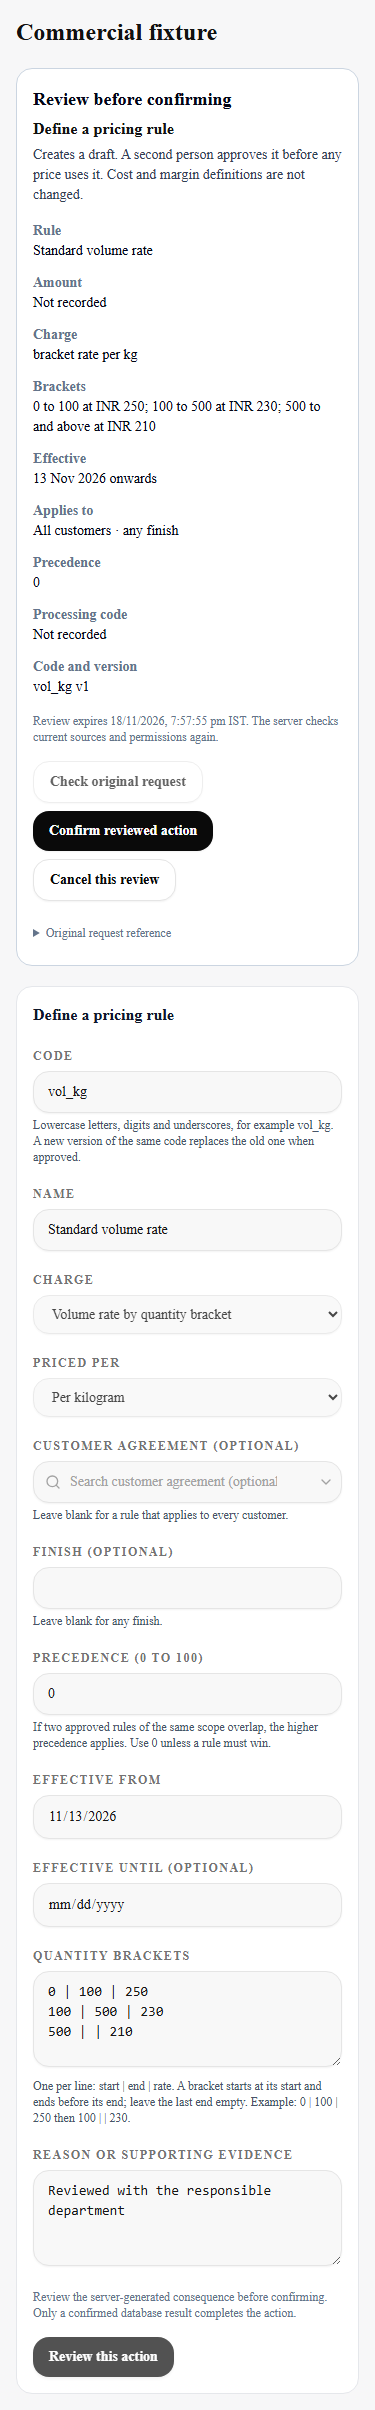 Commercial fixture
Review before confirming
Define a pricing rule
Creates a draft. A second person approves it before any
price uses it. Cost and margin definitions are not
changed.
Rule
Standard volume rate
Amount
Not recorded
Charge
bracket rate per kg
Brackets
0 to 100 at INR 250; 100 to 500 at INR 230; 500 to
and above at INR 210
Effective
13 Nov 2026 onwards
Applies to
All customers · any finish
Precedence
0
Processing code
Not recorded
Code and version
vol_kg v1
Review expires 18/11/2026, 7:57:55 pm IST. The server checks
current sources and permissions again.
Check original request
Confirm reviewed action
Cancel this review
Original request reference
Define a pricing rule
CODE
vol_kg
Lowercase letters, digits and underscores, for example vol_kg.
A new version of the same code replaces the old one when
approved.
NAME
Standard volume rate
CHARGE
Volume rate by quantity bracket
PRICED PER
Per kilogram
CUSTOMER AGREEMENT (OPTIONAL)
Search customer agreement (optional
Leave blank for a rule that applies to every customer.
FINISH (OPTIONAL)
Leave blank for any finish.
PRECEDENCE (0 TO 100)
0
If two approved rules of the same scope overlap, the higher
precedence applies. Use 0 unless a rule must win.
EFFECTIVE FROM
11/13/2026
EFFECTIVE UNTIL (OPTIONAL)
mm/dd/yyyy
QUANTITY BRACKETS
0 | 100 | 250
100 | 500 | 230
500 | | 210
One per line: start | end | rate. A bracket starts at its start and
ends before its end; leave the last end empty. Example: 0 | 100 |
250 then 100 | | 230.
REASON OR SUPPORTING EVIDENCE
Reviewed with the responsible
department
Review the server-generated consequence before confirming.
Only a confirmed database result completes the action.
Review this action